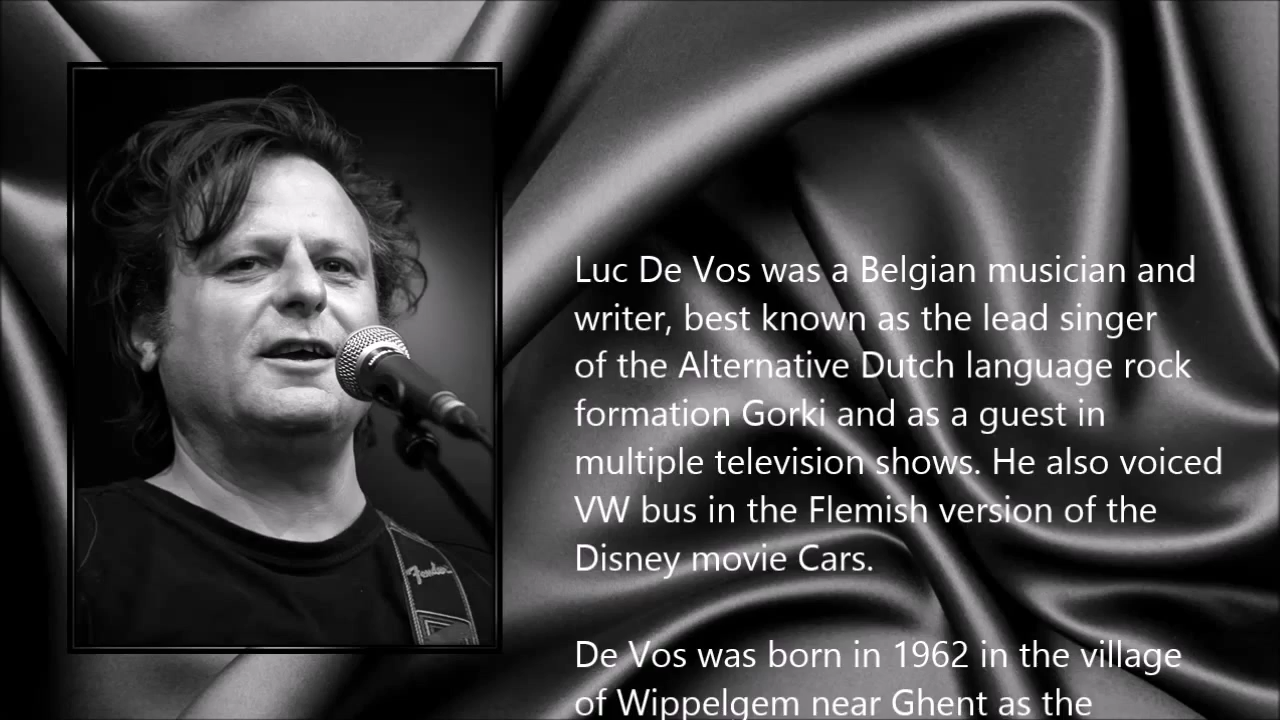 Luc De Vos was a Belgian musician and
writer, best known as the lead singer
of the Alternative Dutch language rock
formation Gorki and as a guest in
multiple television shows. He also voiced
VW bus in the Flemish version of the
Disney movie Cars.
De Vos was born in 1962 in the village
of Wippelgem near Ghent as the
Fender